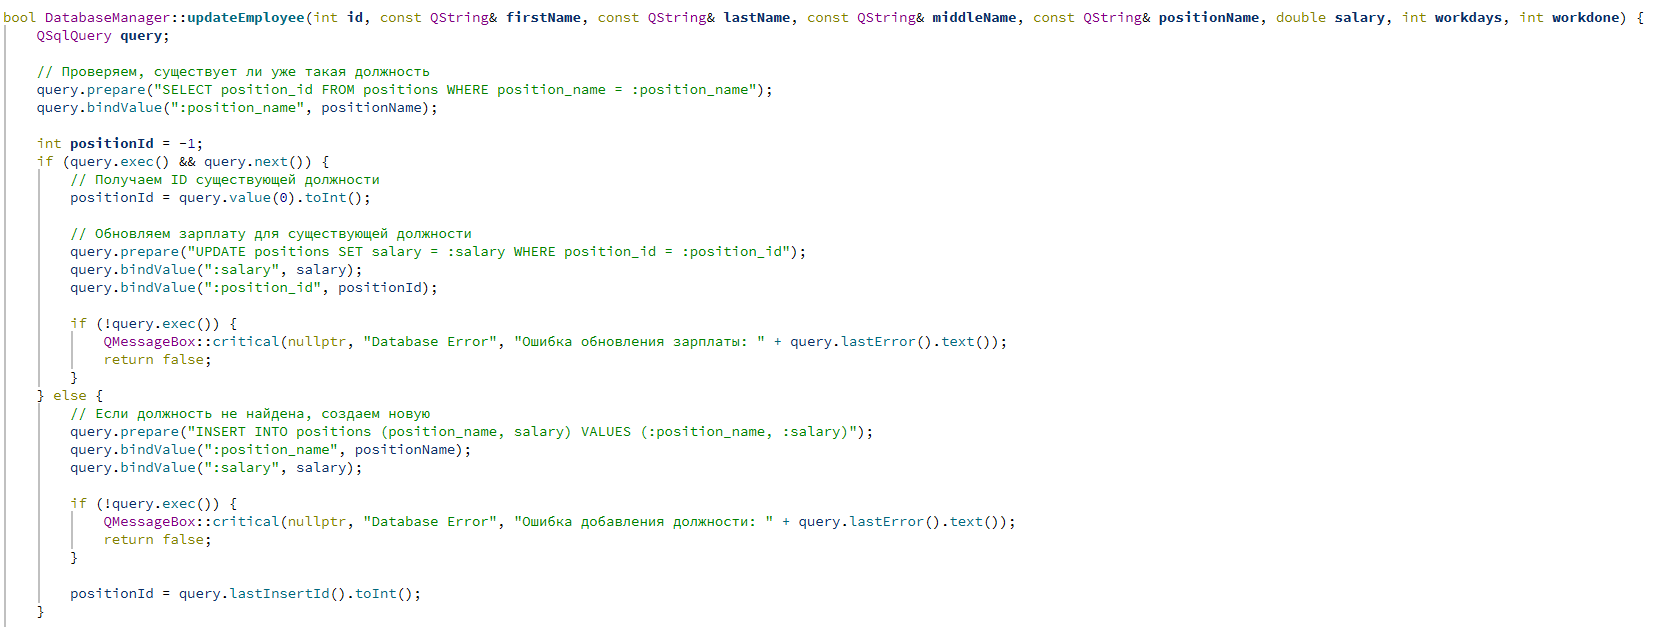 bool DatabaseManager::updateEmployee(int id, const QString& firstName, const QString& lastName, const QString& middleName, const QString& positionName, double salary, int workdays, int workdone) {
    QSqlQuery query;

    // Проверяем, существует ли уже такая должность
    query.prepare("SELECT position_id FROM positions WHERE position_name = :position_name");
    query.bindValue(":position_name", positionName);

    int positionId = -1;
    if (query.exec() && query.next()) {
        // Получаем ID существующей должности
        positionId = query.value(0).toInt();

        // Обновляем зарплату для существующей должности
        query.prepare("UPDATE positions SET salary = :salary WHERE position_id = :position_id");
        query.bindValue(":salary", salary);
        query.bindValue(":position_id", positionId);

        if (!query.exec()) {
            QMessageBox::critical(nullptr, "Database Error", "Ошибка обновления зарплаты: " + query.lastError().text());
            return false;
        }
    } else {
        // Если должность не найдена, создаем новую
        query.prepare("INSERT INTO positions (position_name, salary) VALUES (:position_name, :salary)");
        query.bindValue(":position_name", positionName);
        query.bindValue(":salary", salary);

        if (!query.exec()) {
            QMessageBox::critical(nullptr, "Database Error", "Ошибка добавления должности: " + query.lastError().text());
            return false;
        }

        positionId = query.lastInsertId().toInt();
    }